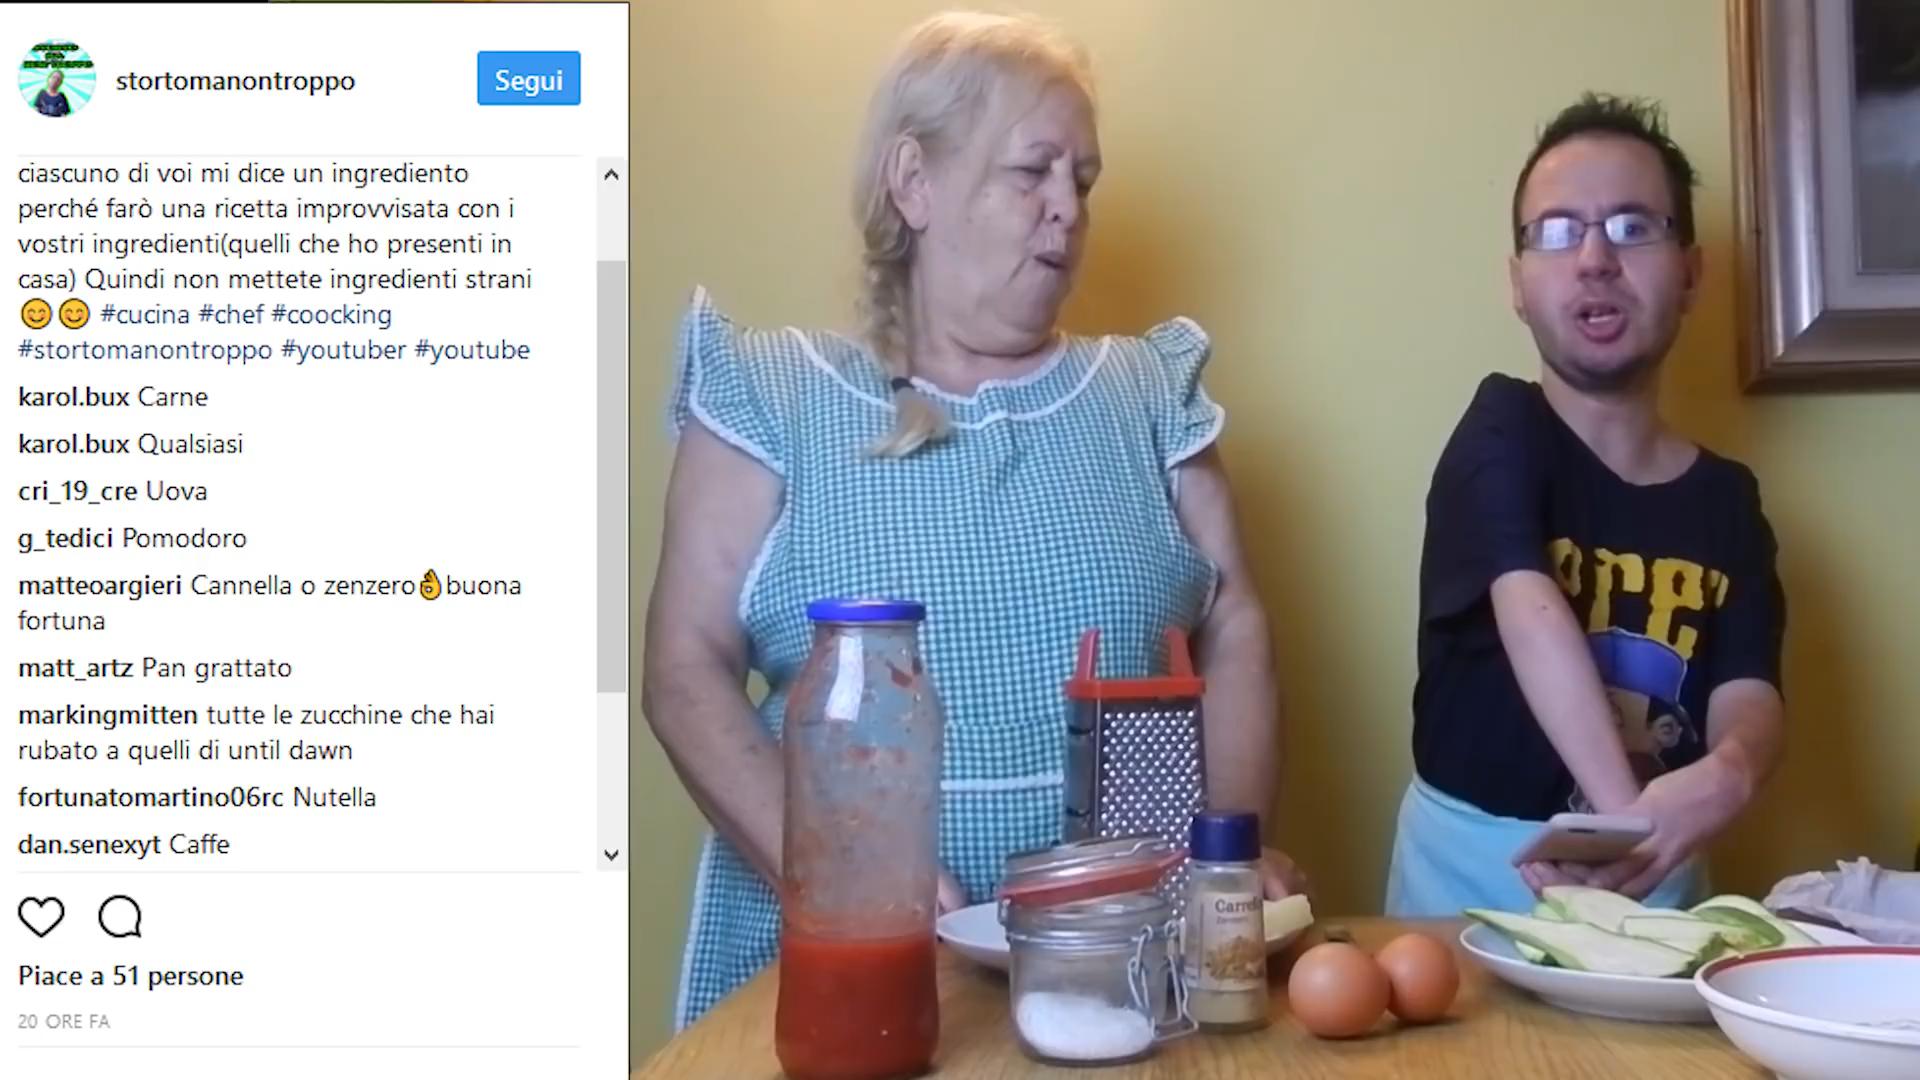 stortomanontroppo
Segui
ciascuno di voi mi dice un ingrediente
perché farò una ricetta improvvisata con i
vostri ingredienti(quelli che ho presenti in
casa) Quindi non mettete ingredienti strani
😊😊 #cucina #chef #coocking
#stortomanontroppo #youtuber #youtube
karol.bux Carne
karol.bux Qualsiasi
cri_19_cre Uova
g_tedici Pomodoro
matteoargieri Cannella o zenzero👌buona
fortuna
matt_artz Pan grattato
markingmitten tutte le zucchine che hai
rubato a quelli di until dawn
fortunatomartino06rc Nutella
dan.senexyt Caffe
Piace a 51 persone
20 ORE FA